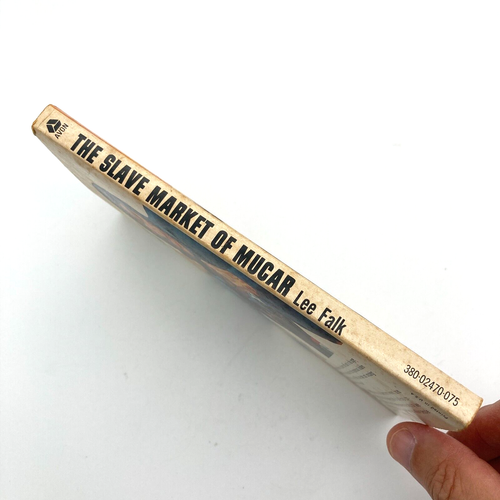 AVON
THE SLAVE MARKET OF MUCAR Lee Falk
380-02470-075